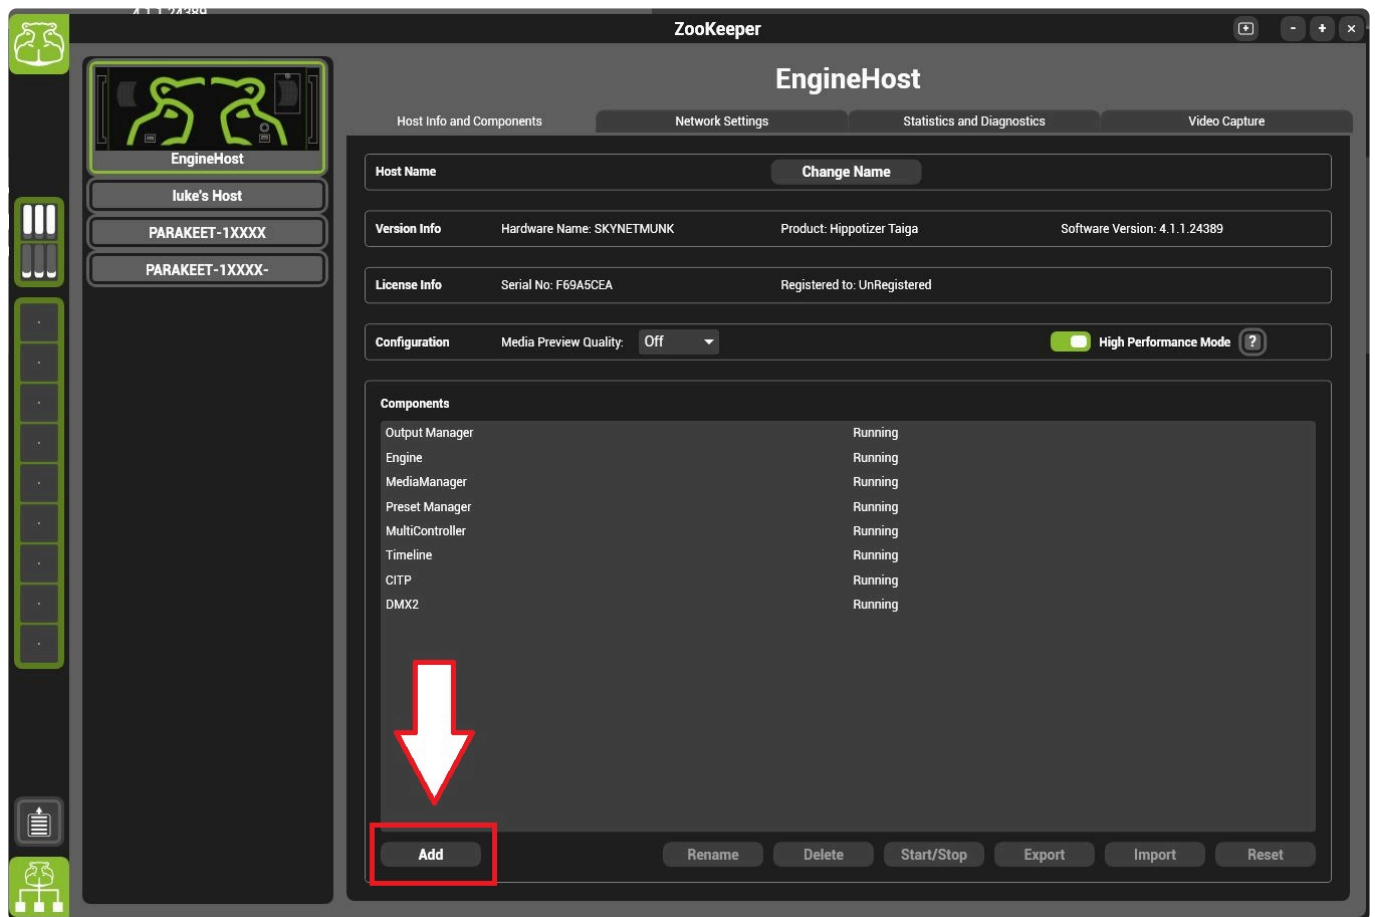 4.1.1.24389
ZooKeeper
EngineHost
Host Info and Components
Network Settings
Statistics and Diagnostics
Video Capture
EngineHost
luke's Host
PARAKEET-1XXXX
PARAKEET-1XXXX-
Host Name
Change Name
Version Info
Hardware Name: SKYNETMUNK
Product: Hippotizer Taiga
Software Version: 4.1.1.24389
License Info
Serial No: F69A5CEA
Registered to: UnRegistered
Configuration
Media Preview Quality:
Off
High Performance Mode
?
Components
Output Manager Running
Engine Running
MediaManager Running
Preset Manager Running
MultiController Running
Timeline Running
CITP Running
DMX2 Running
Add
Rename
Delete
Start/Stop
Export
Import
Reset